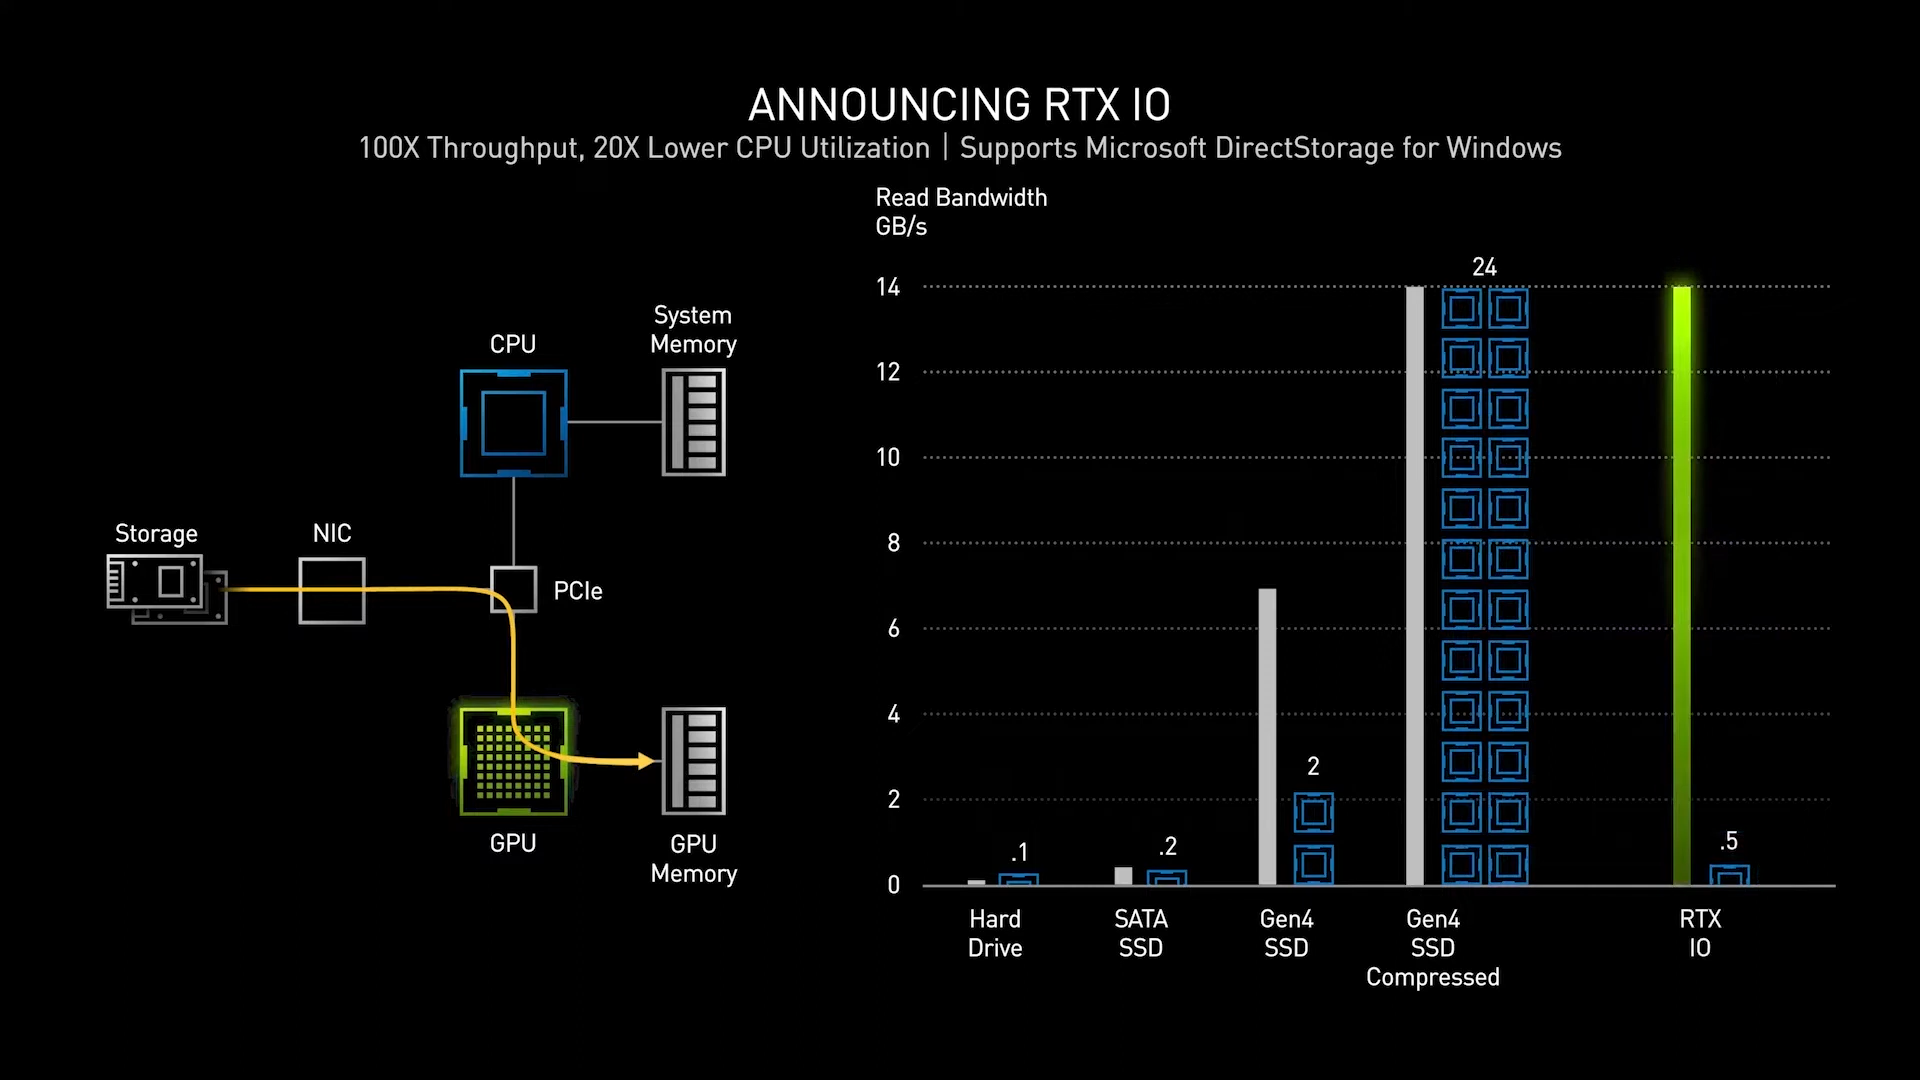 ANNOUNCING RTX IO
100X Throughput, 20X Lower CPU Utilization | Supports Microsoft DirectStorage for Windows
Storage
NIC
CPU
System
Memory
PCIe
GPU
GPU
Memory
Read Bandwidth
GB/s
14
12
10
8
6
4
2
0
.1
.2
2
24
.5
Hard
Drive
SATA
SSD
Gen4
SSD
Gen4
SSD
Compressed
RTX
IO